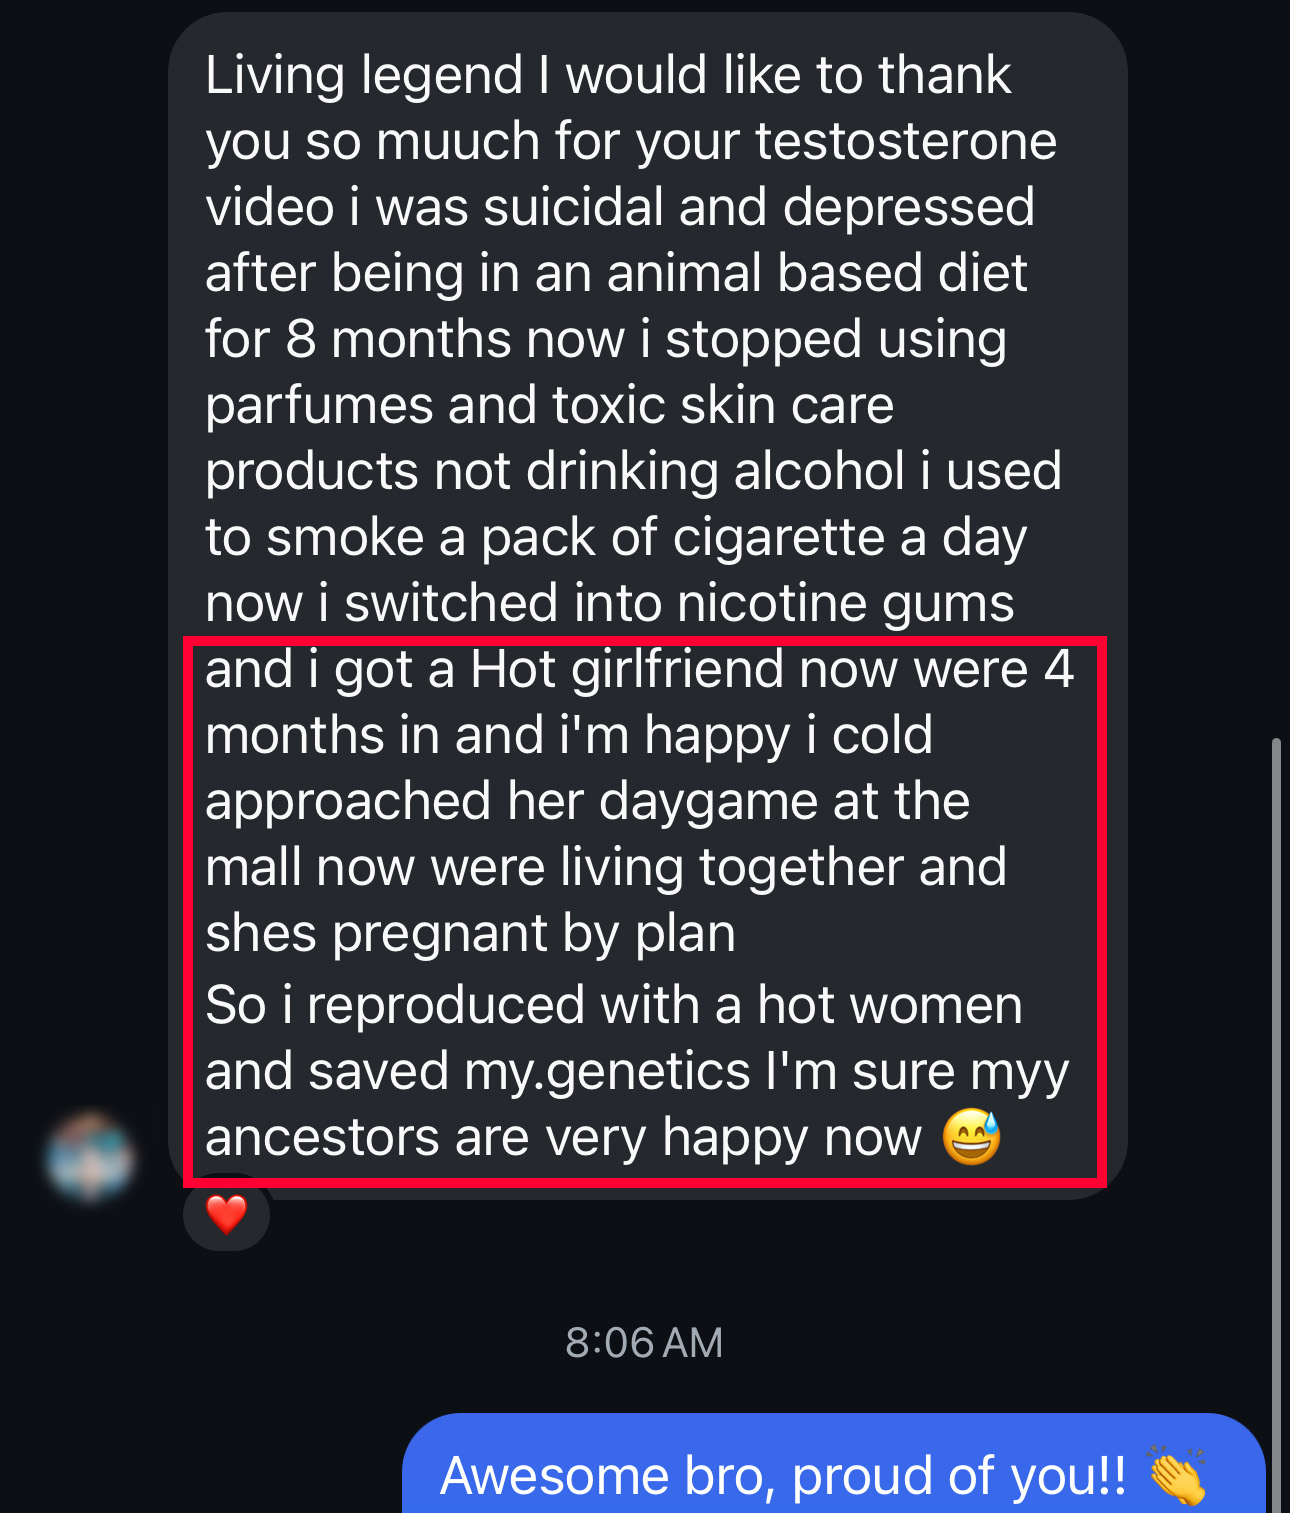 Living legend I would like to thank
you so muuch for your testosterone
video i was suicidal and depressed
after being in an animal based diet
for 8 months now i stopped using
parfumes and toxic skin care
products not drinking alcohol i used
to smoke a pack of cigarette a day
now i switched into nicotine gums
and i got a Hot girlfriend now were 4
months in and i'm happy i cold
approached her daygame at the
mall now were living together and
shes pregnant by plan
So i reproduced with a hot women
and saved my.genetics I'm sure myy
ancestors are very happy now 😅
❤️
8:06 AM
Awesome bro, proud of you!! 👏